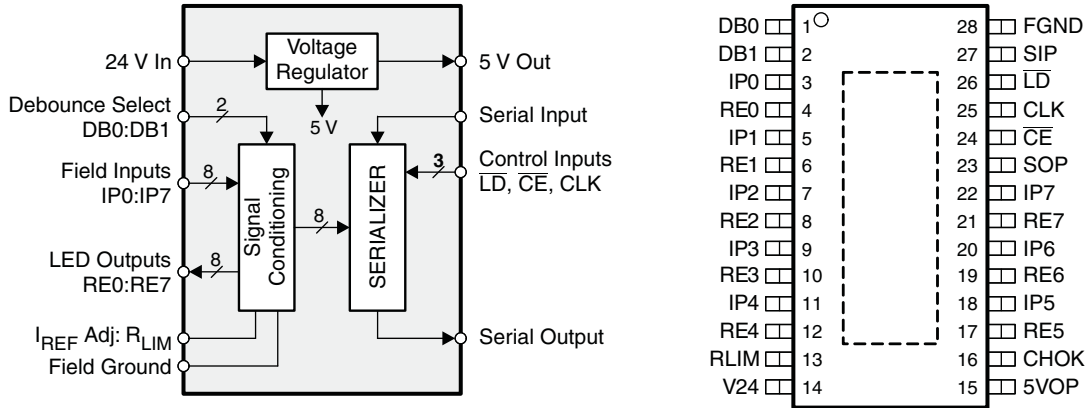 24 V In
Voltage
Regulator
5 V Out
5 V
Debounce Select
DB0:DB1
2
Serial Input
Field Inputs
IP0:IP7
8
Signal
Conditioning
8
SERIALIZER
3
Control Inputs
LD, CE, CLK
LED Outputs
RE0:RE7
8
IREF Adj: RLIM
Field Ground
Serial Output
DB0 1
DB1 2
IP0 3
RE0 4
IP1 5
RE1 6
IP2 7
RE2 8
IP3 9
RE3 10
IP4 11
RE4 12
RLIM 13
V24 14
28 FGND
27 SIP
26 LD
25 CLK
24 CE
23 SOP
22 IP7
21 RE7
20 IP6
19 RE6
18 IP5
17 RE5
16 CHOK
15 5VOP